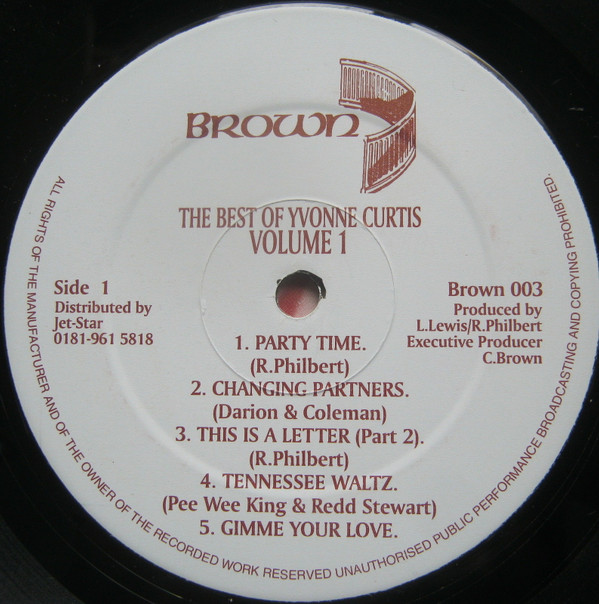 BROWN
THE BEST OF YVONNE CURTIS
VOLUME 1
Side 1
Distributed by
Jet-Star
0181-961 5818
Brown 003
Produced by
L.Lewis/R.Philbert
Executive Producer
C.Brown
1. PARTY TIME.
(R.Philbert)
2. CHANGING PARTNERS.
(Darion & Coleman)
3. THIS IS A LETTER (Part 2).
(R.Philbert)
4. TENNESSEE WALTZ.
(Pee Wee King & Redd Stewart)
5. GIMME YOUR LOVE.
ALL RIGHTS OF THE MANUFACTURER AND OF THE OWNER OF THE RECORDED WORK RESERVED UNAUTHORISED PUBLIC PERFORMANCE BROADCASTING AND COPYING PROHIBITED.